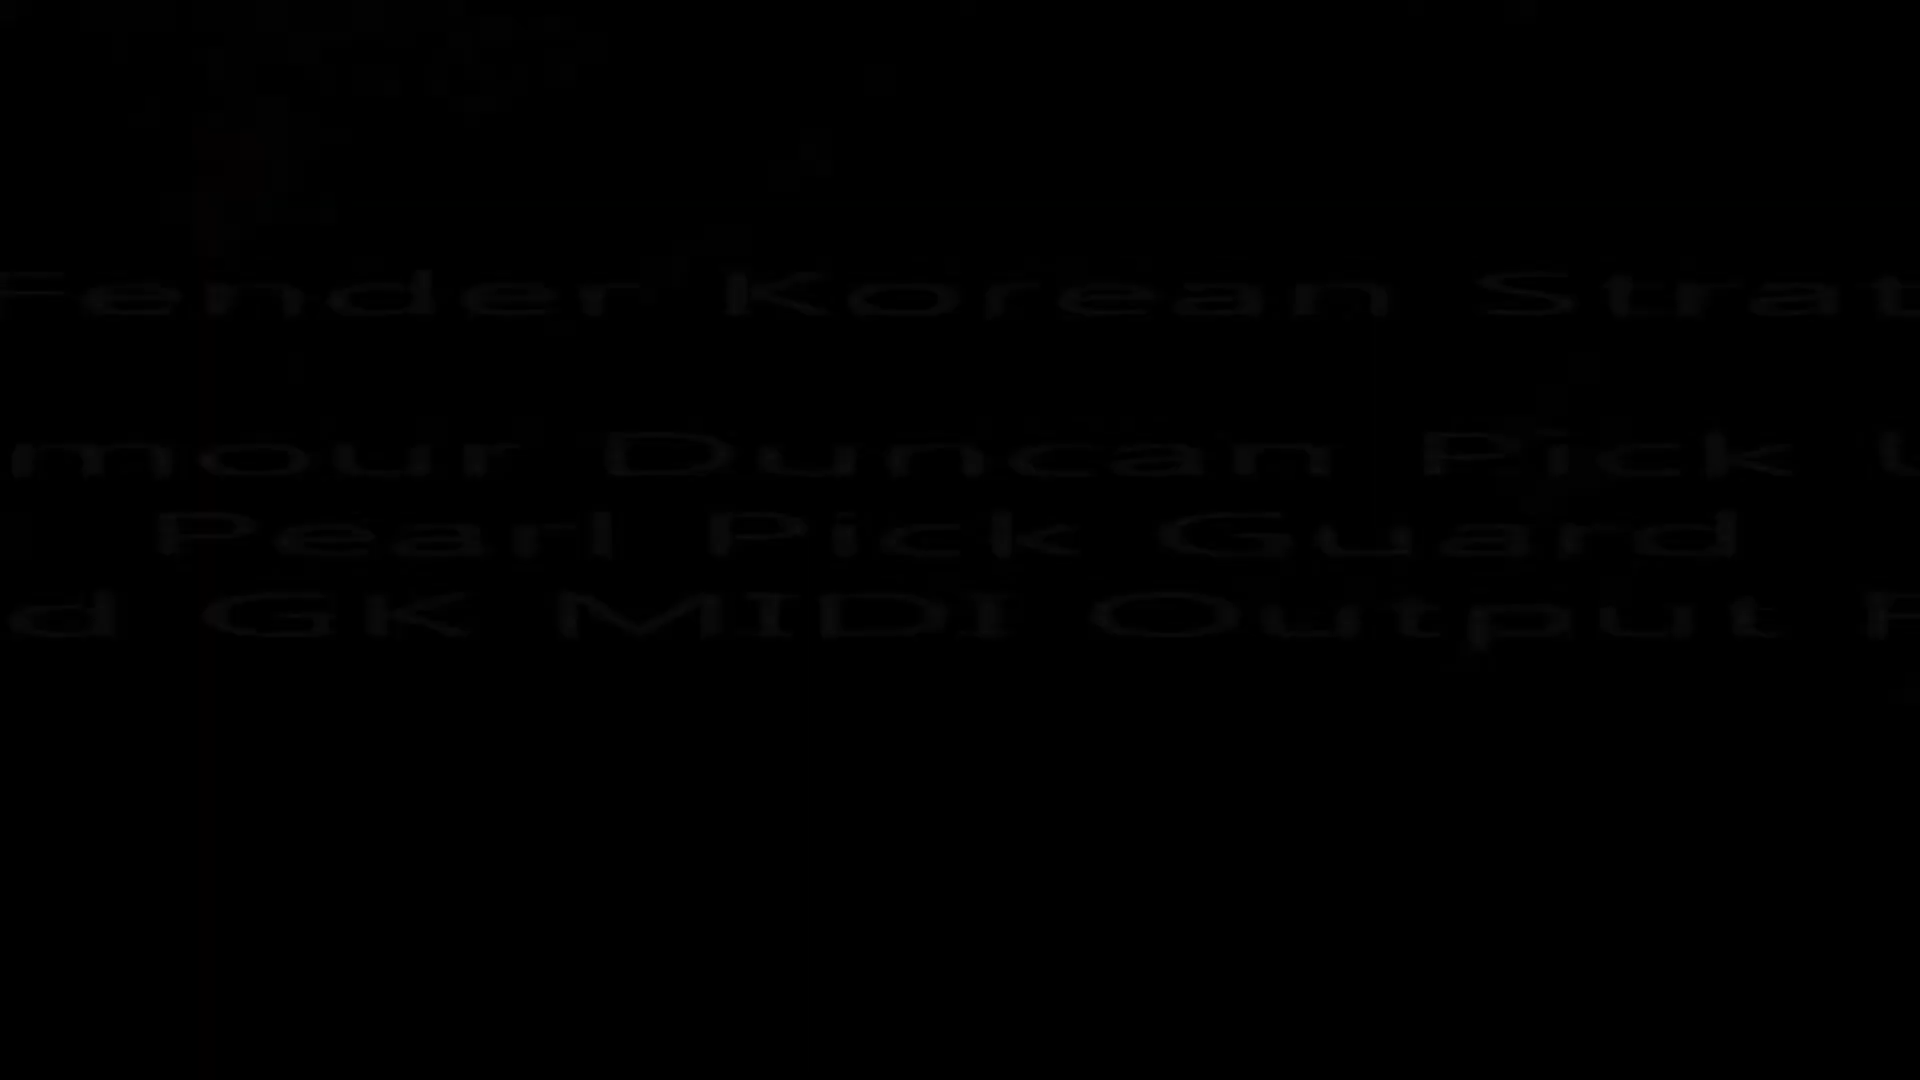 Fender Korean Strat
mour Duncan Pick U
Pearl Pick Guard
d GK MIDI Output P